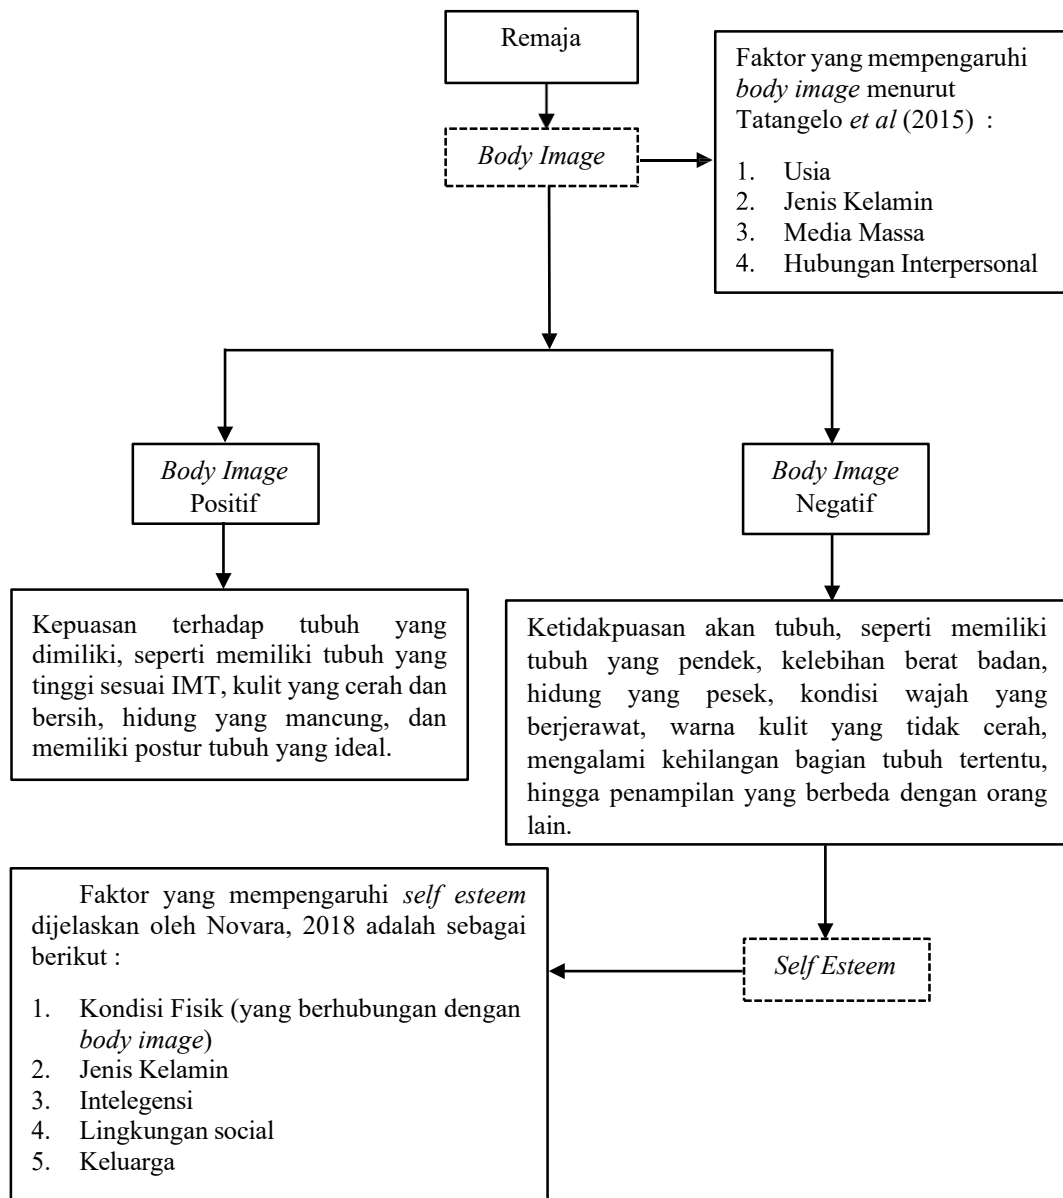 Remaja
Faktor yang mempengaruhi
body image menurut
Tatangelo et al (2015) :
1. Usia
2. Jenis Kelamin
3. Media Massa
4. Hubungan Interpersonal
Body Image
Body Image
Positif
Body Image
Negatif
Kepuasan terhadap tubuh yang
dimiliki, seperti memiliki tubuh yang
tinggi sesuai IMT, kulit yang cerah dan
bersih, hidung yang mancung, dan
memiliki postur tubuh yang ideal.
Ketidakpuasan akan tubuh, seperti memiliki
tubuh yang pendek, kelebihan berat badan,
hidung yang pesek, kondisi wajah yang
berjerawat, warna kulit yang tidak cerah,
mengalami kehilangan bagian tubuh tertentu,
hingga penampilan yang berbeda dengan orang
lain.
Faktor yang mempengaruhi self esteem
dijelaskan oleh Novara, 2018 adalah sebagai
berikut :
1. Kondisi Fisik (yang berhubungan dengan
body image)
2. Jenis Kelamin
3. Intelegensi
4. Lingkungan social
5. Keluarga
Self Esteem